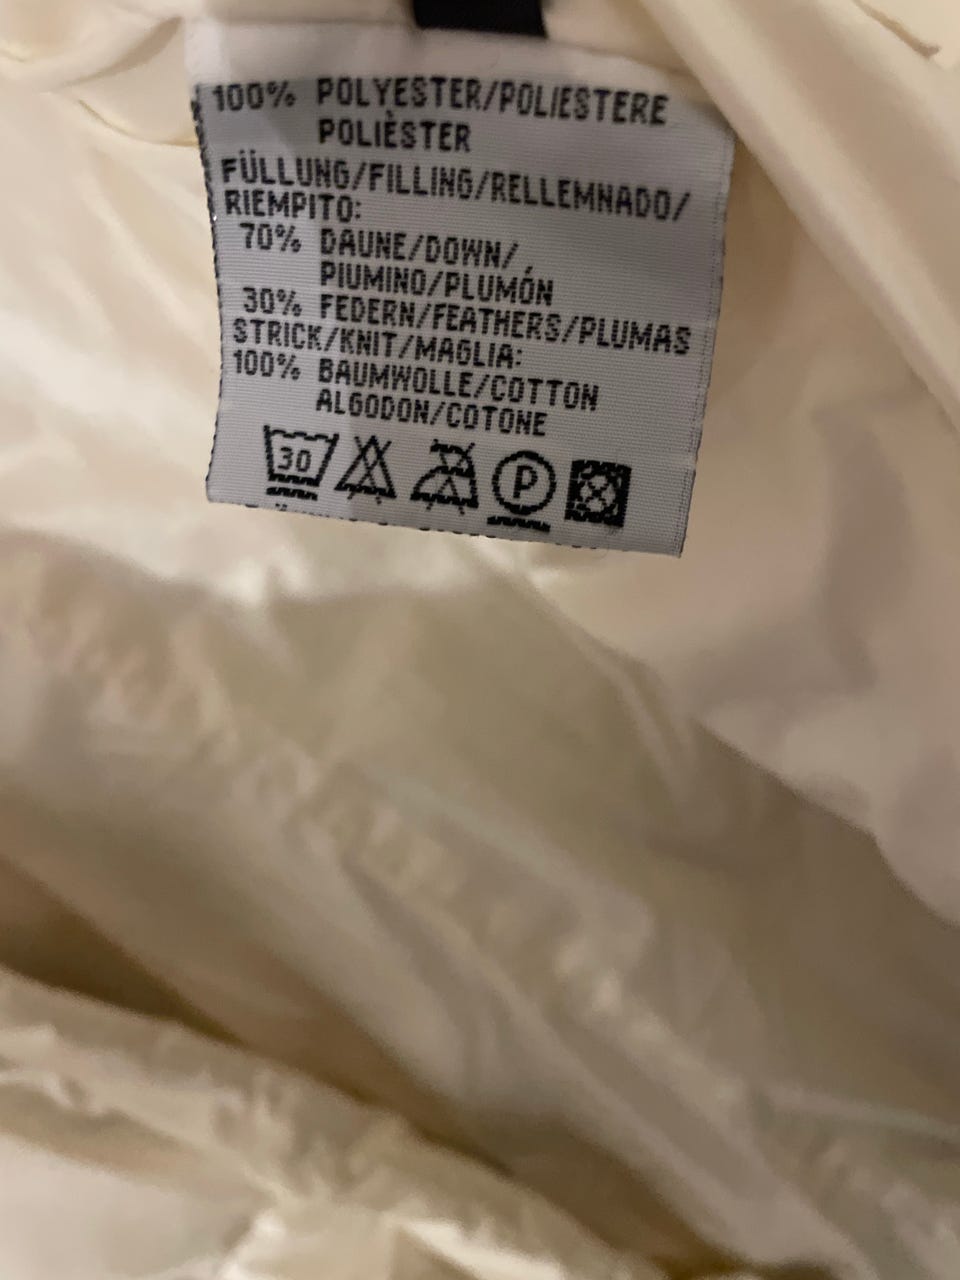 100% POLYESTER/POLIESTERE
POLIÈSTER
FÜLLUNG/FILLING/RELLEMNADO/
RIEMPITO:
70% DAUNE/DOWN/
PIUMINO/PLUMÓN
30% FEDERN/FEATHERS/PLUMAS
STRICK/KNIT/MAGLIA:
100% BAUMWOLLE/COTTON
ALGODON/COTONE
30 P